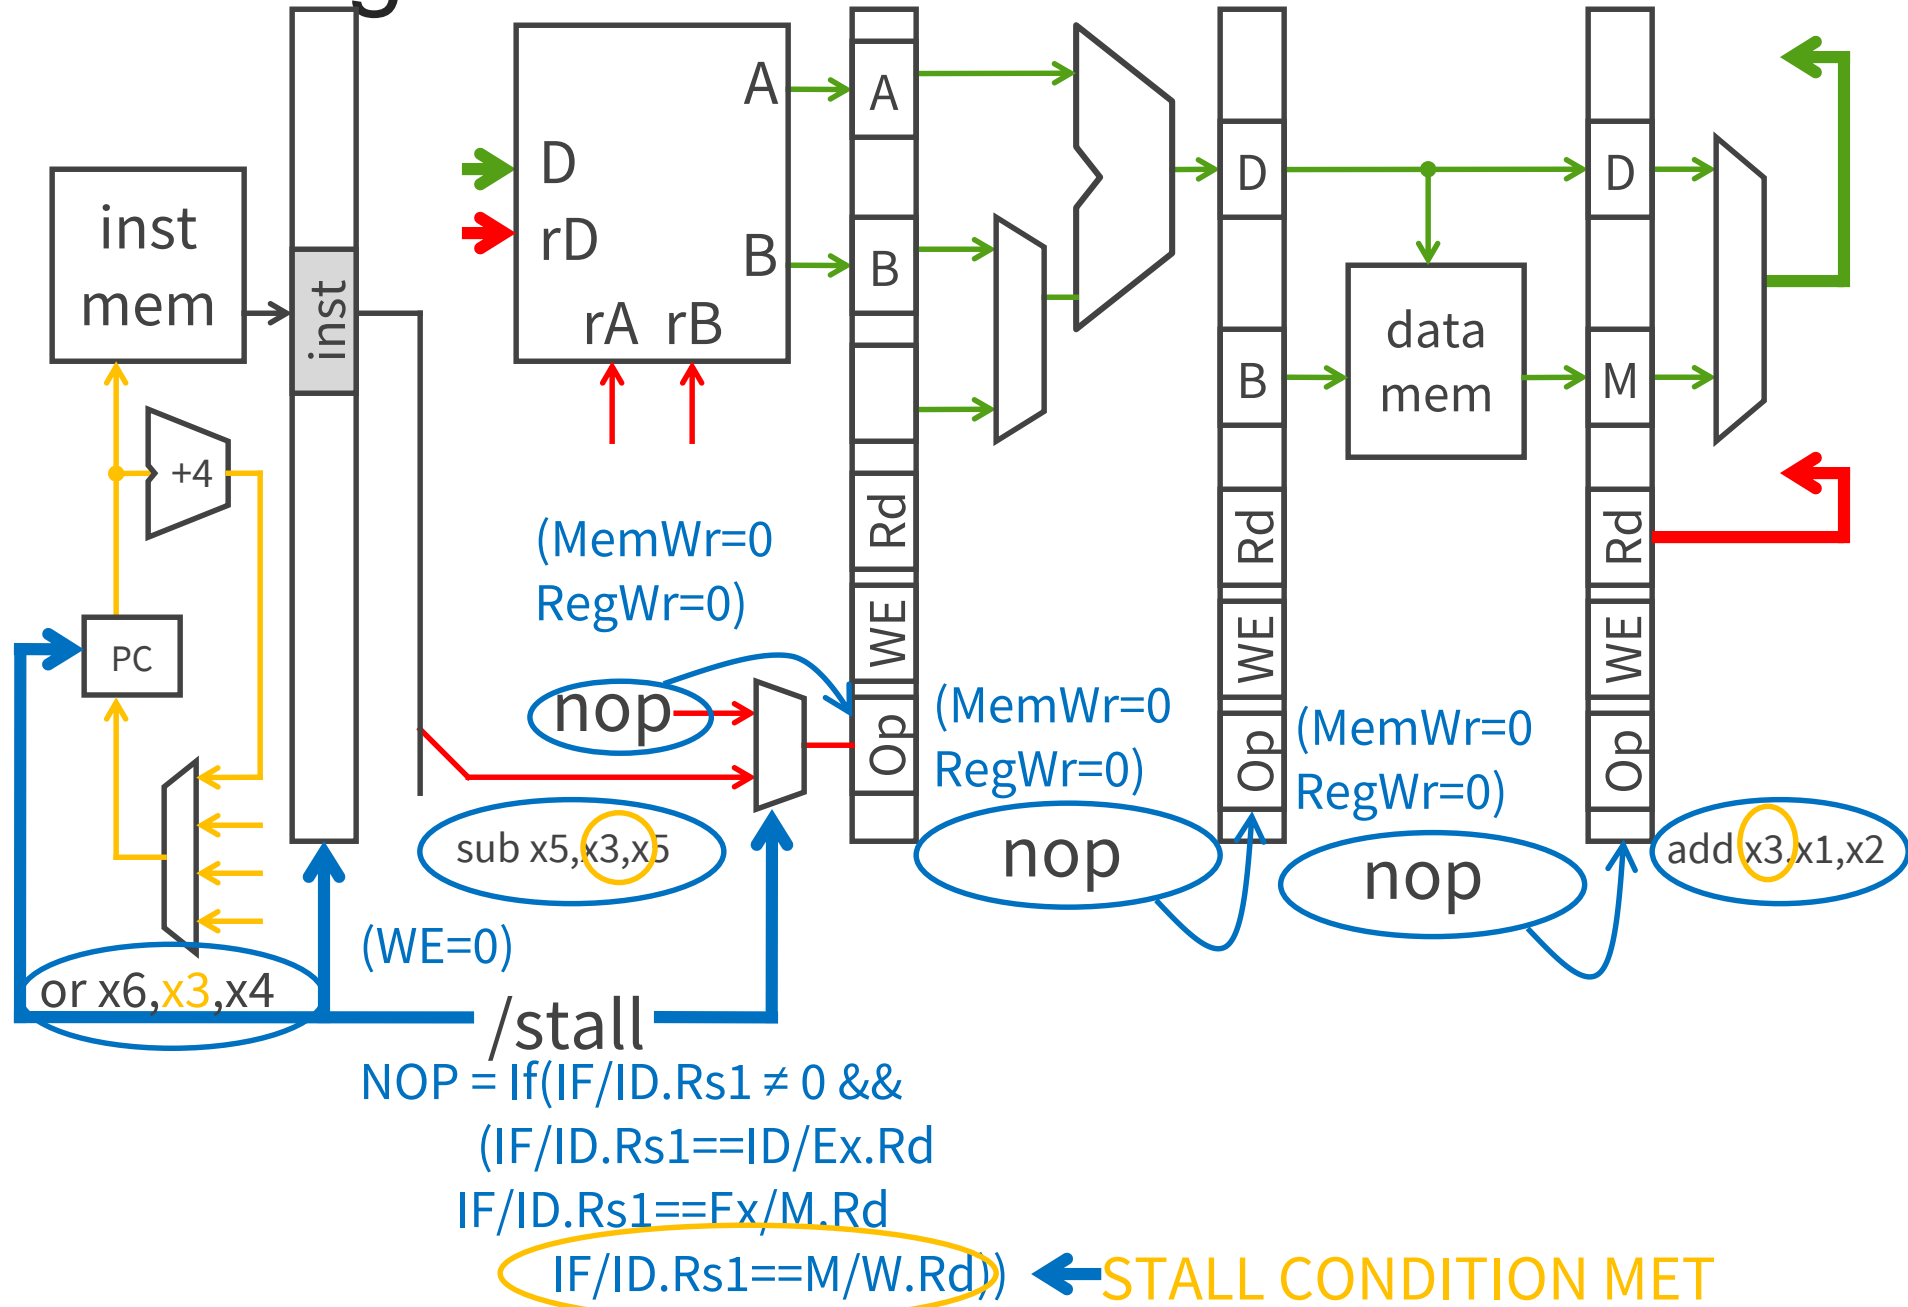 g
inst
mem
inst
D
rD
A
B
rA rB
A
B
Rd
WE
Op
D
B
Rd
WE
Op
data
mem
D
M
Rd
WE
Op
+4
PC
(MemWr=0
RegWr=0)
nop
(MemWr=0
RegWr=0)
nop
(MemWr=0
RegWr=0)
nop
sub x5,x3,x5
add x3,x1,x2
or x6,x3,x4
(WE=0)
/stall
NOP = If(IF/ID.Rs1 ≠ 0 &&
(IF/ID.Rs1==ID/Ex.Rd
IF/ID.Rs1==Ex/M.Rd
IF/ID.Rs1==M/W.Rd))
STALL CONDITION MET